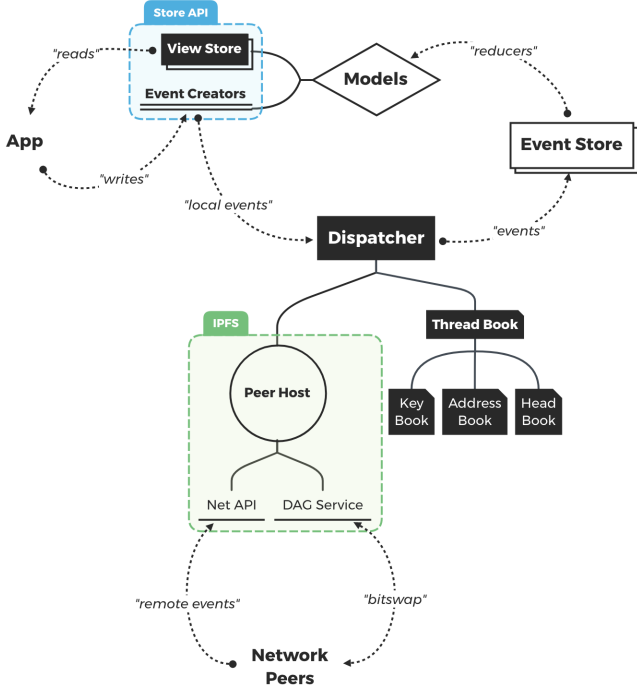 Store API
"reads"
View Store
"reducers"
Models
Event Creators
App
Event Store
"writes"
"local events"
Dispatcher
"events"
IPFS
Thread Book
Peer Host
Key
Book
Address
Book
Head
Book
Net API
DAG Service
"remote events"
"bitswap"
Network
Peers